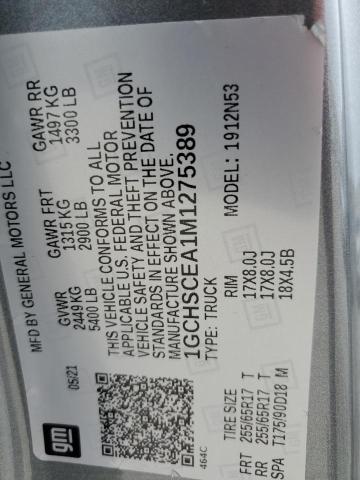 gm
MFD BY GENERAL MOTORS LLC
05/21
GVWR GAWR FRT GAWR RR
2449 KG 1315 KG 1497 KG
5400 LB 2900 LB 3300 LB
THIS VEHICLE CONFORMS TO ALL
APPLICABLE U.S. FEDERAL MOTOR
VEHICLE SAFETY AND THEFT PREVENTION
STANDARDS IN EFFECT ON THE DATE OF
MANUFACTURE SHOWN ABOVE.
1GCHSCEA1M1275389
TYPE: TRUCK MODEL: 1912N53
464C
TIRE SIZE RIM
FRT 255/65R17 T 17X8.0J
RR 255/65R17 T 17X8.0J
SPA T175/90D18 M 18X4.5B